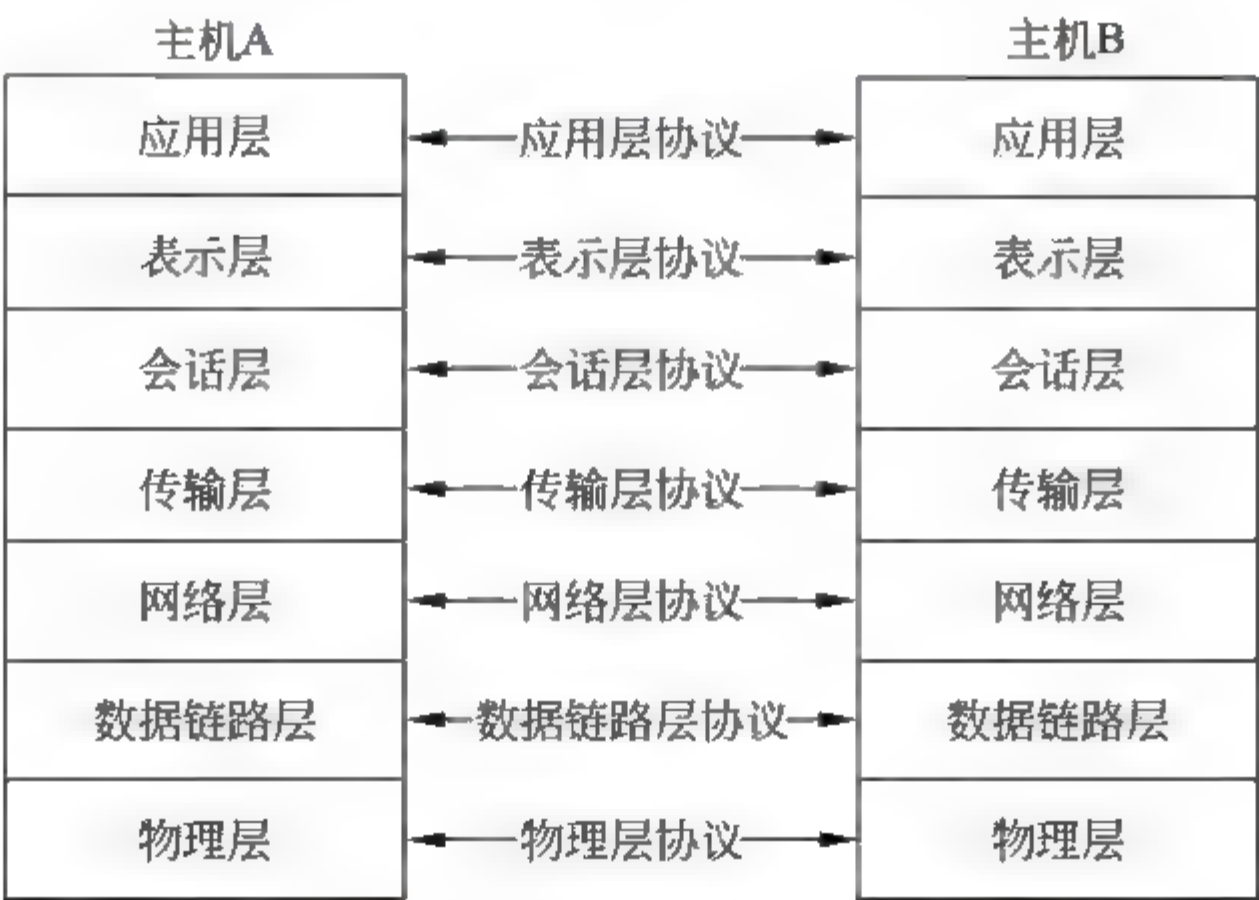 主机A 主机B
应用层 应用层协议 应用层
表示层 表示层协议 表示层
会话层 会话层协议 会话层
传输层 传输层协议 传输层
网络层 网络层协议 网络层
数据链路层 数据链路层协议 数据链路层
物理层 物理层协议 物理层